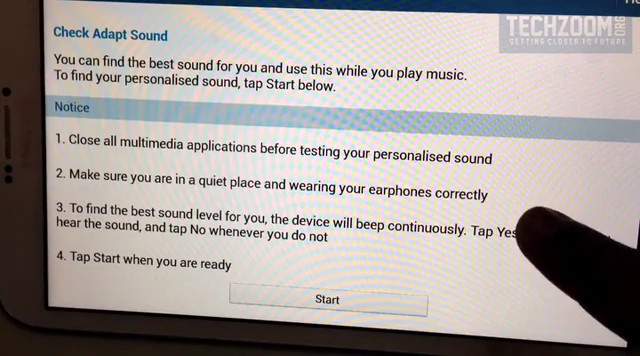 TECHZOOM.ORG
GETTING CLOSER TO FUTURE
Check Adapt Sound
You can find the best sound for you and use this while you play music.
To find your personalised sound, tap Start below.
Notice
1. Close all multimedia applications before testing your personalised sound
2. Make sure you are in a quiet place and wearing your earphones correctly
3. To find the best sound level for you, the device will beep continuously. Tap Yes
hear the sound, and tap No whenever you do not
4. Tap Start when you are ready
Start